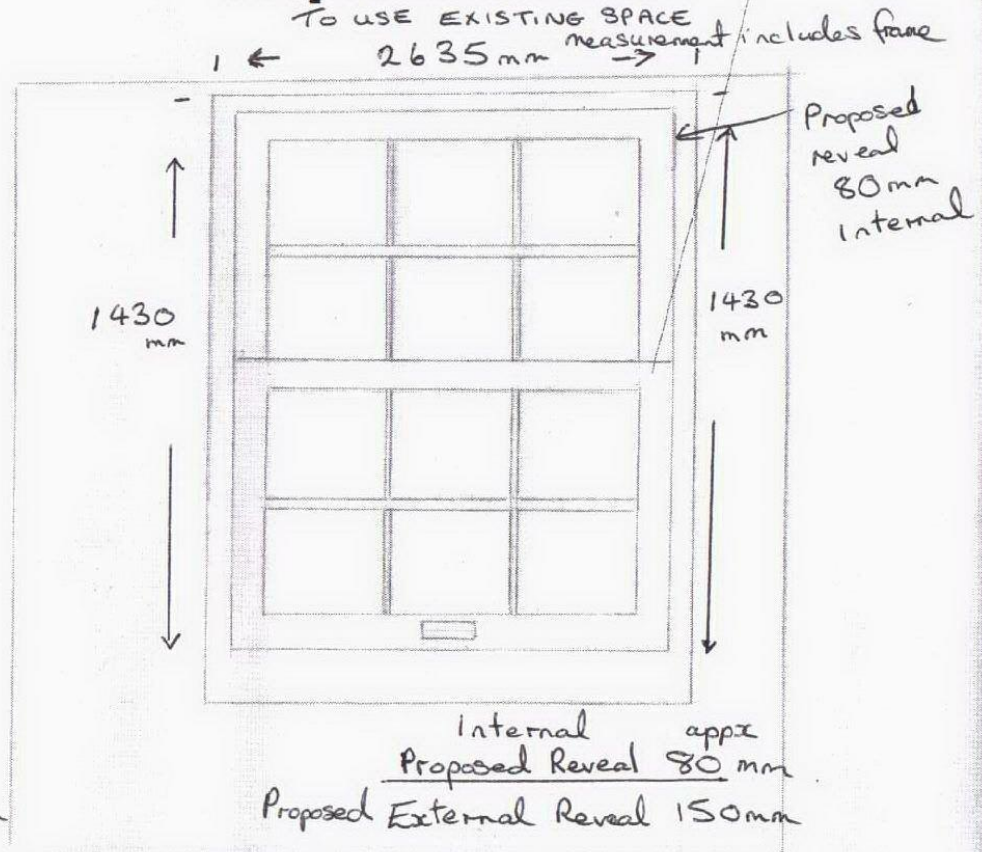 TO USE EXISTING SPACE
measurement includes frame
2635mm
Proposed
reveal
80mm
Internal
1430
mm
1430
mm
Internal appx
Proposed Reveal 80 mm
Proposed External Reveal 150mm